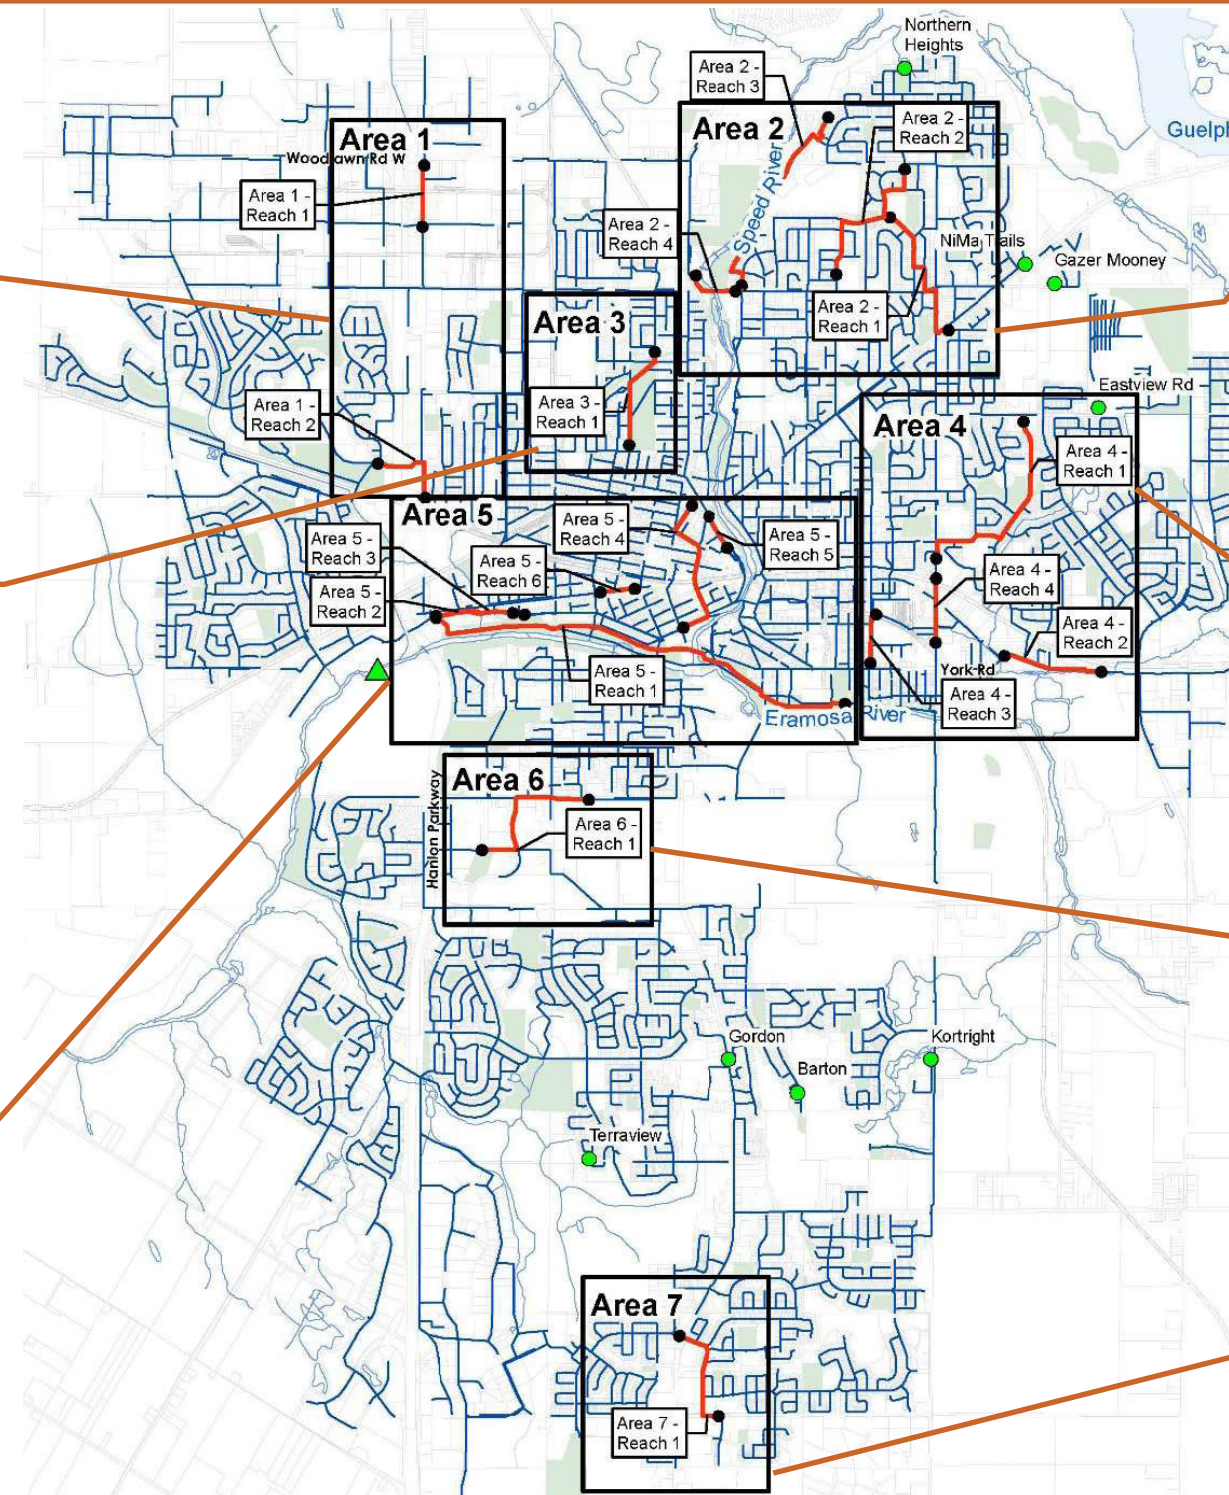 Northern
Heights
Area 2 -
Reach 3
Area 2
Area 2 -
Reach 2
Guelph
Area 1
Woodlawn Rd W
Area 1 -
Reach 1
Speed River
Area 2 -
Reach 4
NiMa Trails
Gazer Mooney
Area 2 -
Reach 1
Area 3
Area 3 -
Reach 1
Eastview Rd
Area 1 -
Reach 2
Area 4
Area 4 -
Reach 1
Area 5
Area 5 -
Reach 4
Area 5 -
Reach 5
Area 5 -
Reach 3
Area 5 -
Reach 6
Area 5 -
Reach 2
Area 4 -
Reach 4
Area 4 -
Reach 2
Area 5 -
Reach 1
York Rd
Area 4 -
Reach 3
Eramosa River
Area 6
Hanlon Parkway
Area 6 -
Reach 1
Gordon
Kortright
Barton
Terraview
Area 7
Area 7 -
Reach 1